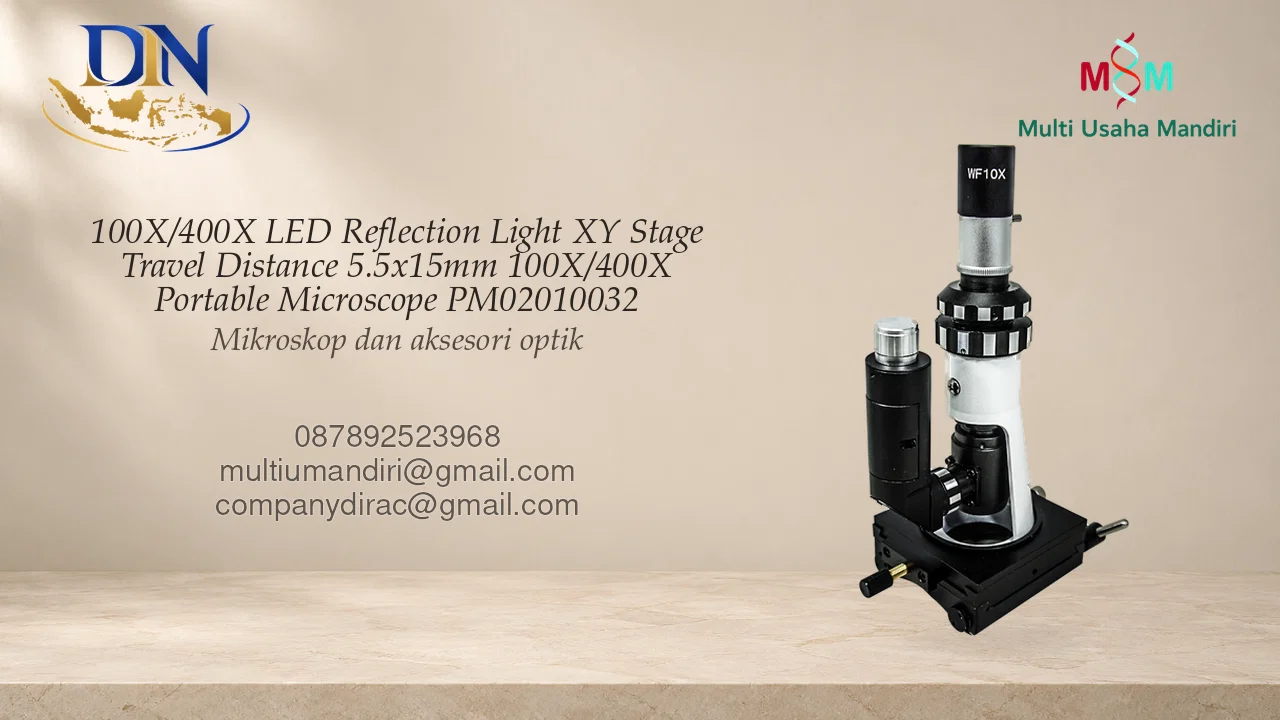 DN
M M
Multi Usaha Mandiri
WF10X
100X/400X LED Reflection Light XY Stage
Travel Distance 5.5x15mm 100X/400X
Portable Microscope PM02010032
Mikroskop dan aksesori optik
087892523968
multiumandiri@gmail.com
companydirac@gmail.com